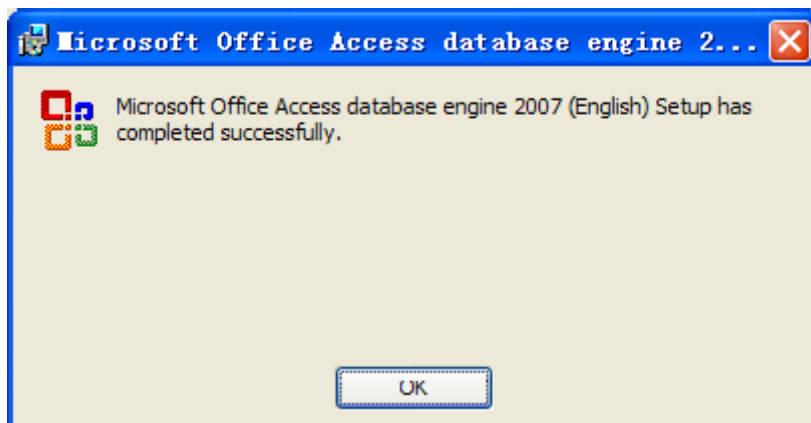 Microsoft Office Access database engine 2...
Microsoft Office Access database engine 2007 (English) Setup has
completed successfully.
OK